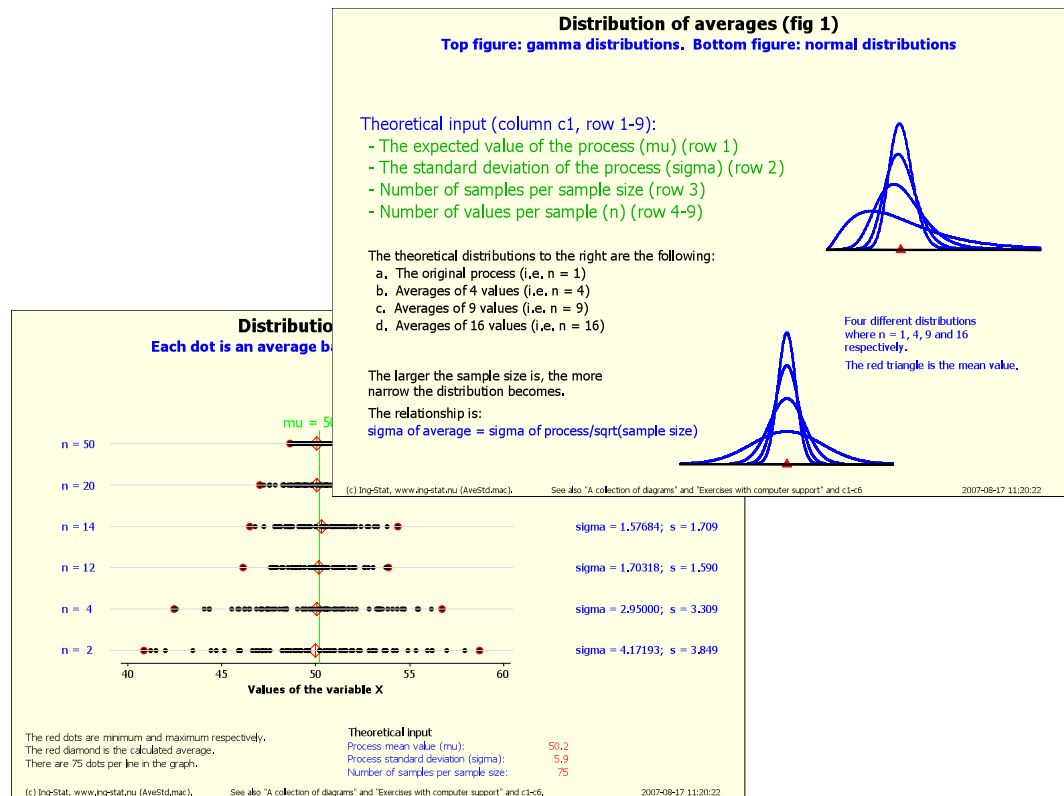 Distribution of averages (fig 1)
Top figure: gamma distributions. Bottom figure: normal distributions
Theoretical input (column c1, row 1-9):
- The expected value of the process (mu) (row 1)
- The standard deviation of the process (sigma) (row 2)
- Number of samples per sample size (row 3)
- Number of values per sample (n) (row 4-9)
The theoretical distributions to the right are the following:
a. The original process (i.e. n = 1)
b. Averages of 4 values (i.e. n = 4)
c. Averages of 9 values (i.e. n = 9)
d. Averages of 16 values (i.e. n = 16)
Four different distributions
where n = 1, 4, 9 and 16
respectively.
The red triangle is the mean value.
The larger the sample size is, the more
narrow the distribution becomes.
The relationship is:
sigma of average = sigma of process/sqrt(sample size)
(c) Ing-Stat, www.ing-stat.nu (AveStd.mac). See also "A collection of diagrams" and "Exercises with computer support" and c1-c6 2007-08-17 11:20:22
Each dot is an average
mu =
n = 50
n = 20
n = 14 sigma = 1.57684; s = 1.709
n = 12 sigma = 1.70318; s = 1.590
n = 4 sigma = 2.95000; s = 3.309
n = 2 sigma = 4.17193; s = 3.849
40 45 50 55 60
Values of the variable X
The red dots are minimum and maximum respectively.
The red diamond is the calculated average.
There are 75 dots per line in the graph.
Theoretical input
Process mean value (mu): 50.2
Process standard deviation (sigma): 5.9
Number of samples per sample size: 75
(c) Ing-Stat, www.ing-stat.nu (AveStd.mac). See also "A collection of diagrams" and "Exercises with computer support" and c1-c6. 2007-08-17 11:20:22